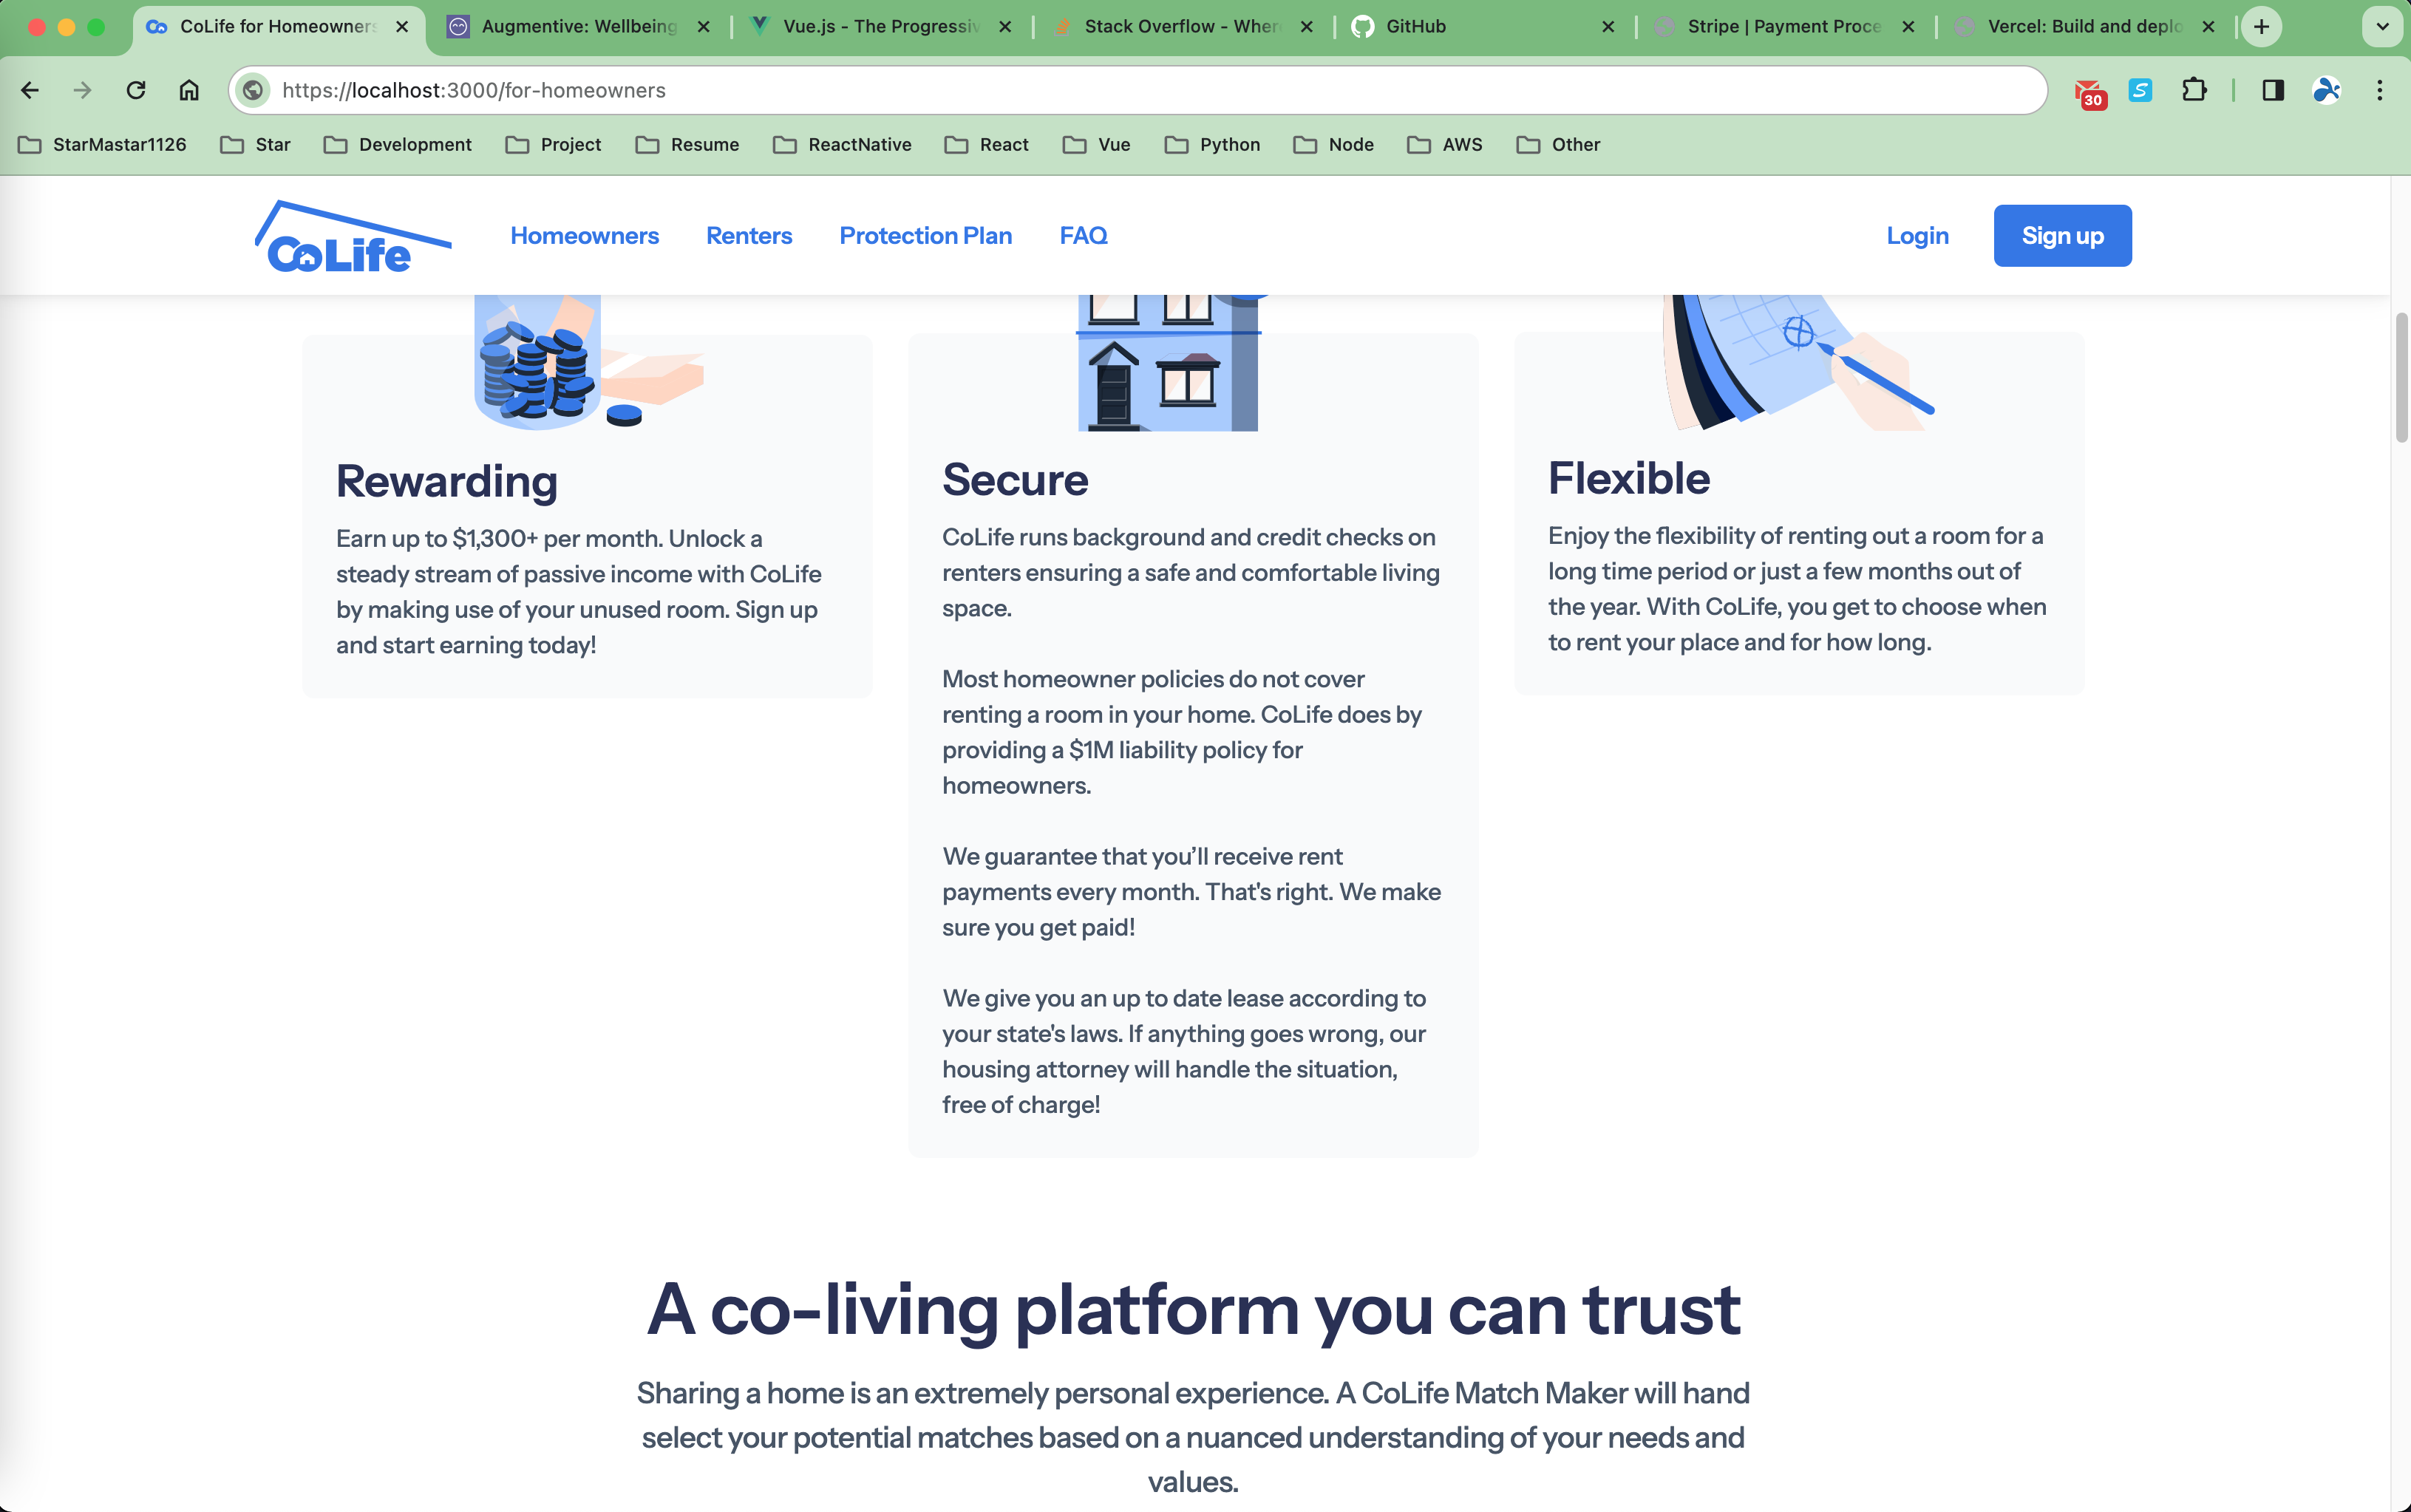 CoLife for Homeowners
Augmentive: Wellbeing
Vue.js - The Progressiv
Stack Overflow - Wher
GitHub
Stripe | Payment Proce
Vercel: Build and deplo
https://localhost:3000/for-homeowners
30
S
StarMastar1126
Star
Development
Project
Resume
ReactNative
React
Vue
Python
Node
AWS
Other
CoLife
Homeowners
Renters
Protection Plan
FAQ
Login
Sign up
Rewarding
Earn up to $1,300+ per month. Unlock a
steady stream of passive income with CoLife
by making use of your unused room. Sign up
and start earning today!
Secure
CoLife runs background and credit checks on
renters ensuring a safe and comfortable living
space.
Most homeowner policies do not cover
renting a room in your home. CoLife does by
providing a $1M liability policy for
homeowners.
We guarantee that you’ll receive rent
payments every month. That's right. We make
sure you get paid!
We give you an up to date lease according to
your state's laws. If anything goes wrong, our
housing attorney will handle the situation,
free of charge!
Flexible
Enjoy the flexibility of renting out a room for a
long time period or just a few months out of
the year. With CoLife, you get to choose when
to rent your place and for how long.
A co-living platform you can trust
Sharing a home is an extremely personal experience. A CoLife Match Maker will hand
select your potential matches based on a nuanced understanding of your needs and
values.